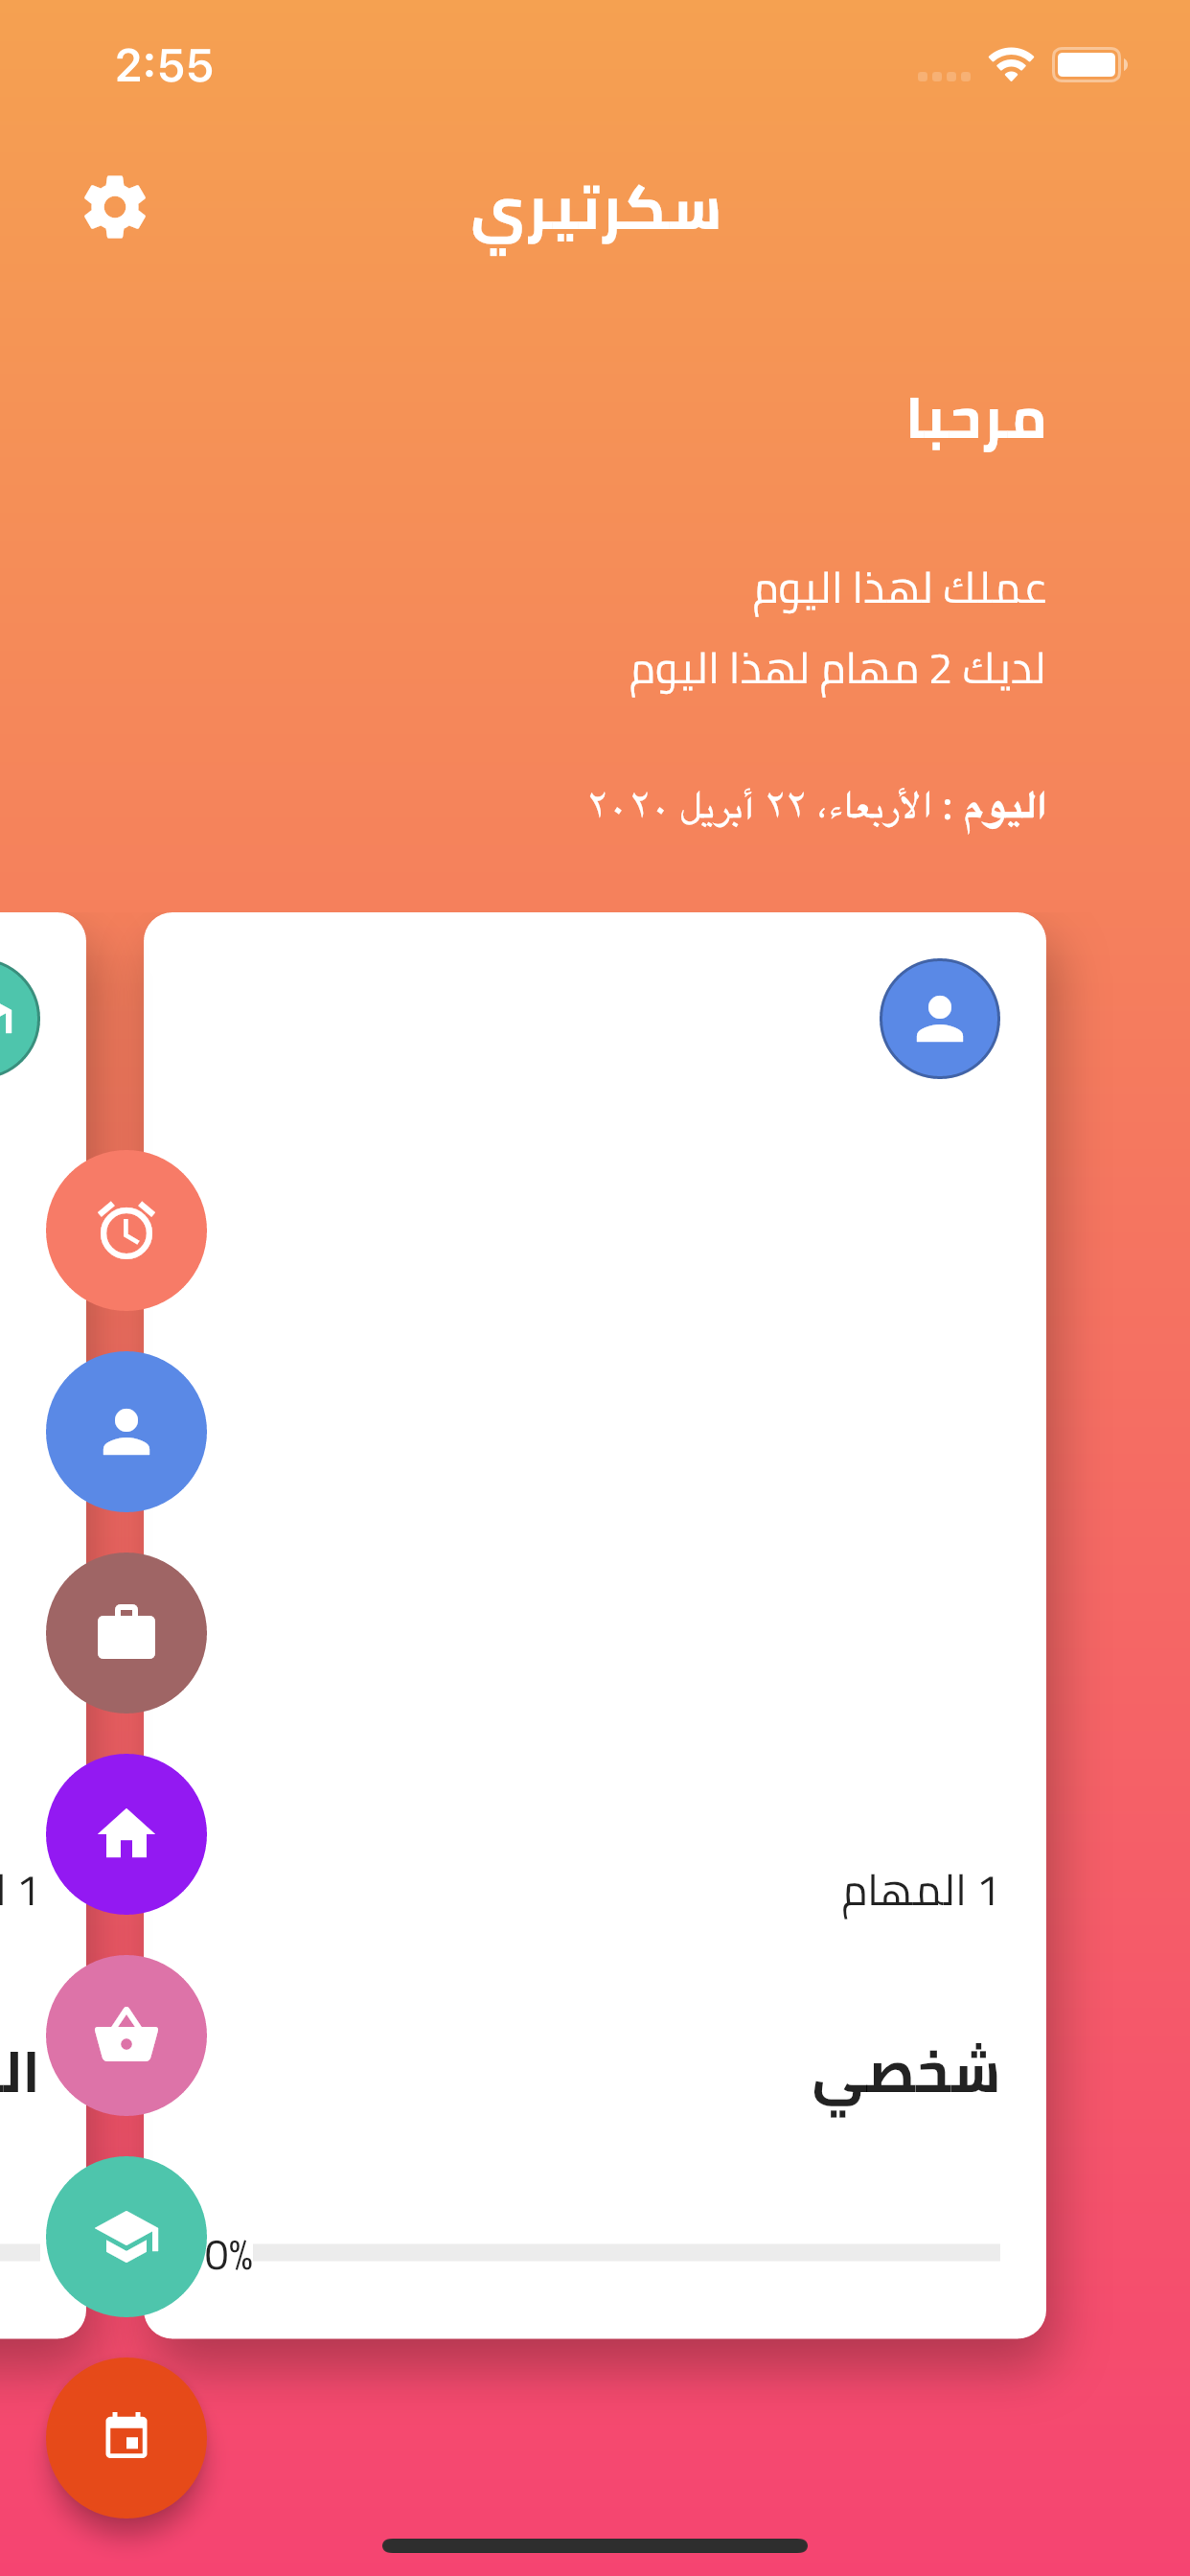 2:55
سكرتيري
مرحبا
عملك لهذا اليوم
لديك 2 مهام لهذا اليوم
اليوم : الأربعاء، ٢٢ أبريل ٢٠٢٠
1 المهام
1
شخصي
0%